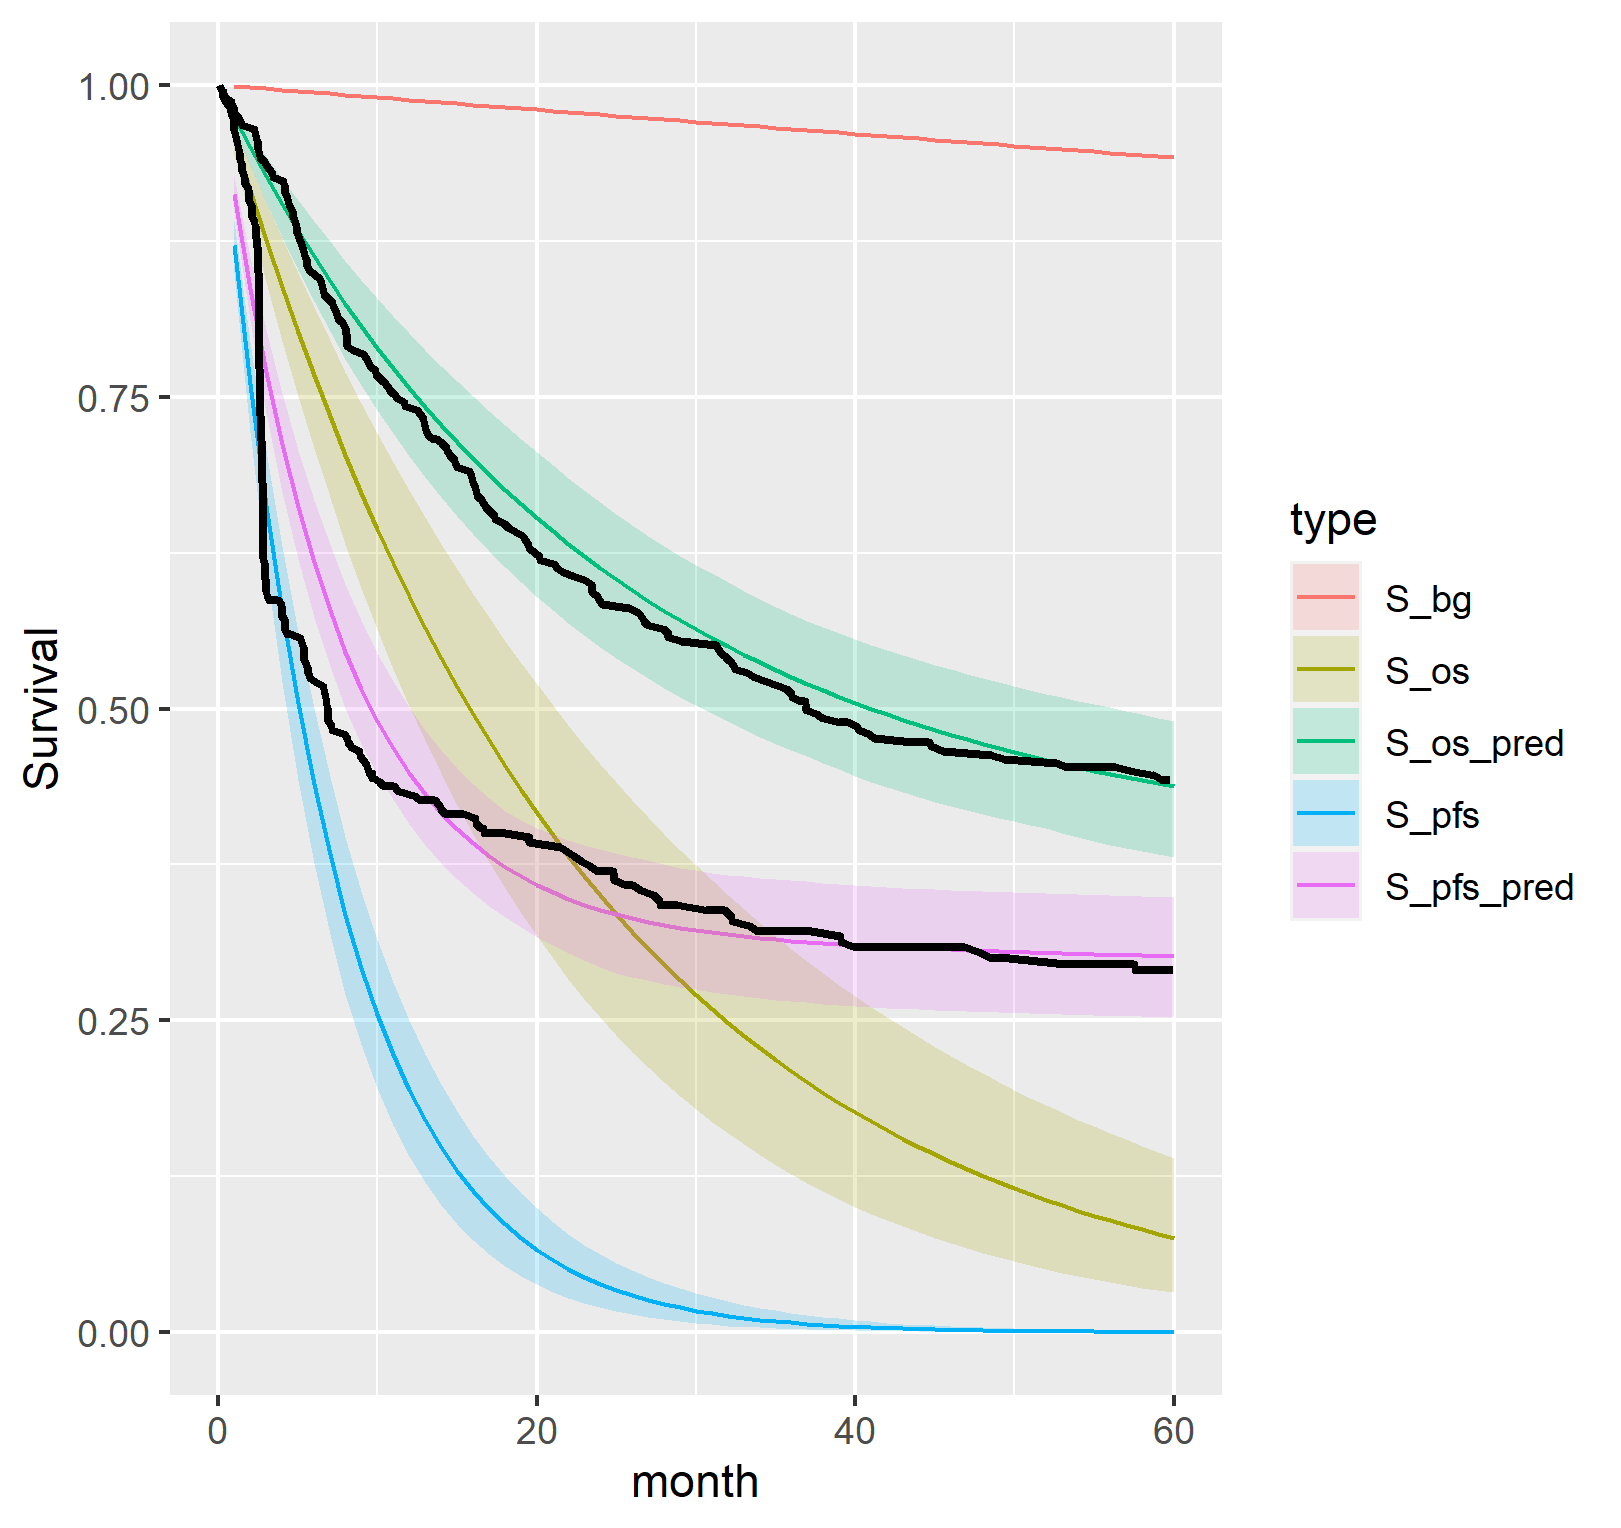 1.00
0.75
0.50
0.25
0.00
Survival
0
20
40
60
month
type
S_bg
S_os
S_os_pred
S_pfs
S_pfs_pred